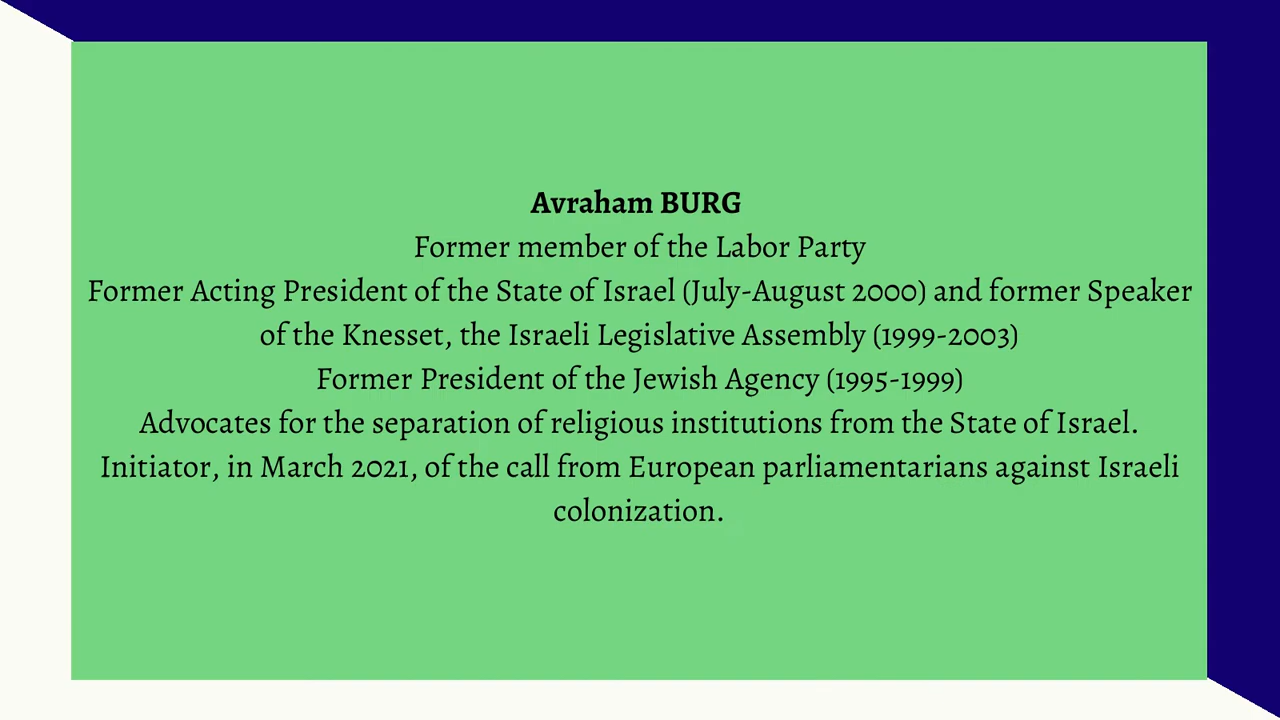 Avraham BURG
Former member of the Labor Party
Former Acting President of the State of Israel (July-August 2000) and former Speaker
of the Knesset, the Israeli Legislative Assembly (1999-2003)
Former President of the Jewish Agency (1995-1999)
Advocates for the separation of religious institutions from the State of Israel.
Initiator, in March 2021, of the call from European parliamentarians against Israeli
colonization.